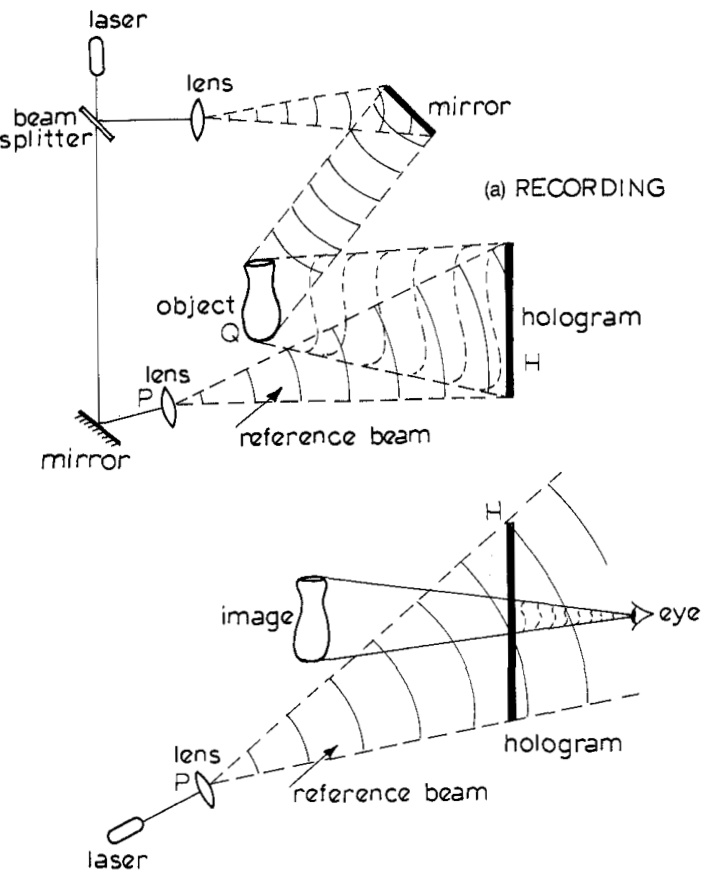 laser
lens
beam
splitter
mirror
(a) RECORDING
object
Q
hologram
H
lens
P
mirror
reference beam
H
image
eye
hologram
lens
P
reference beam
laser